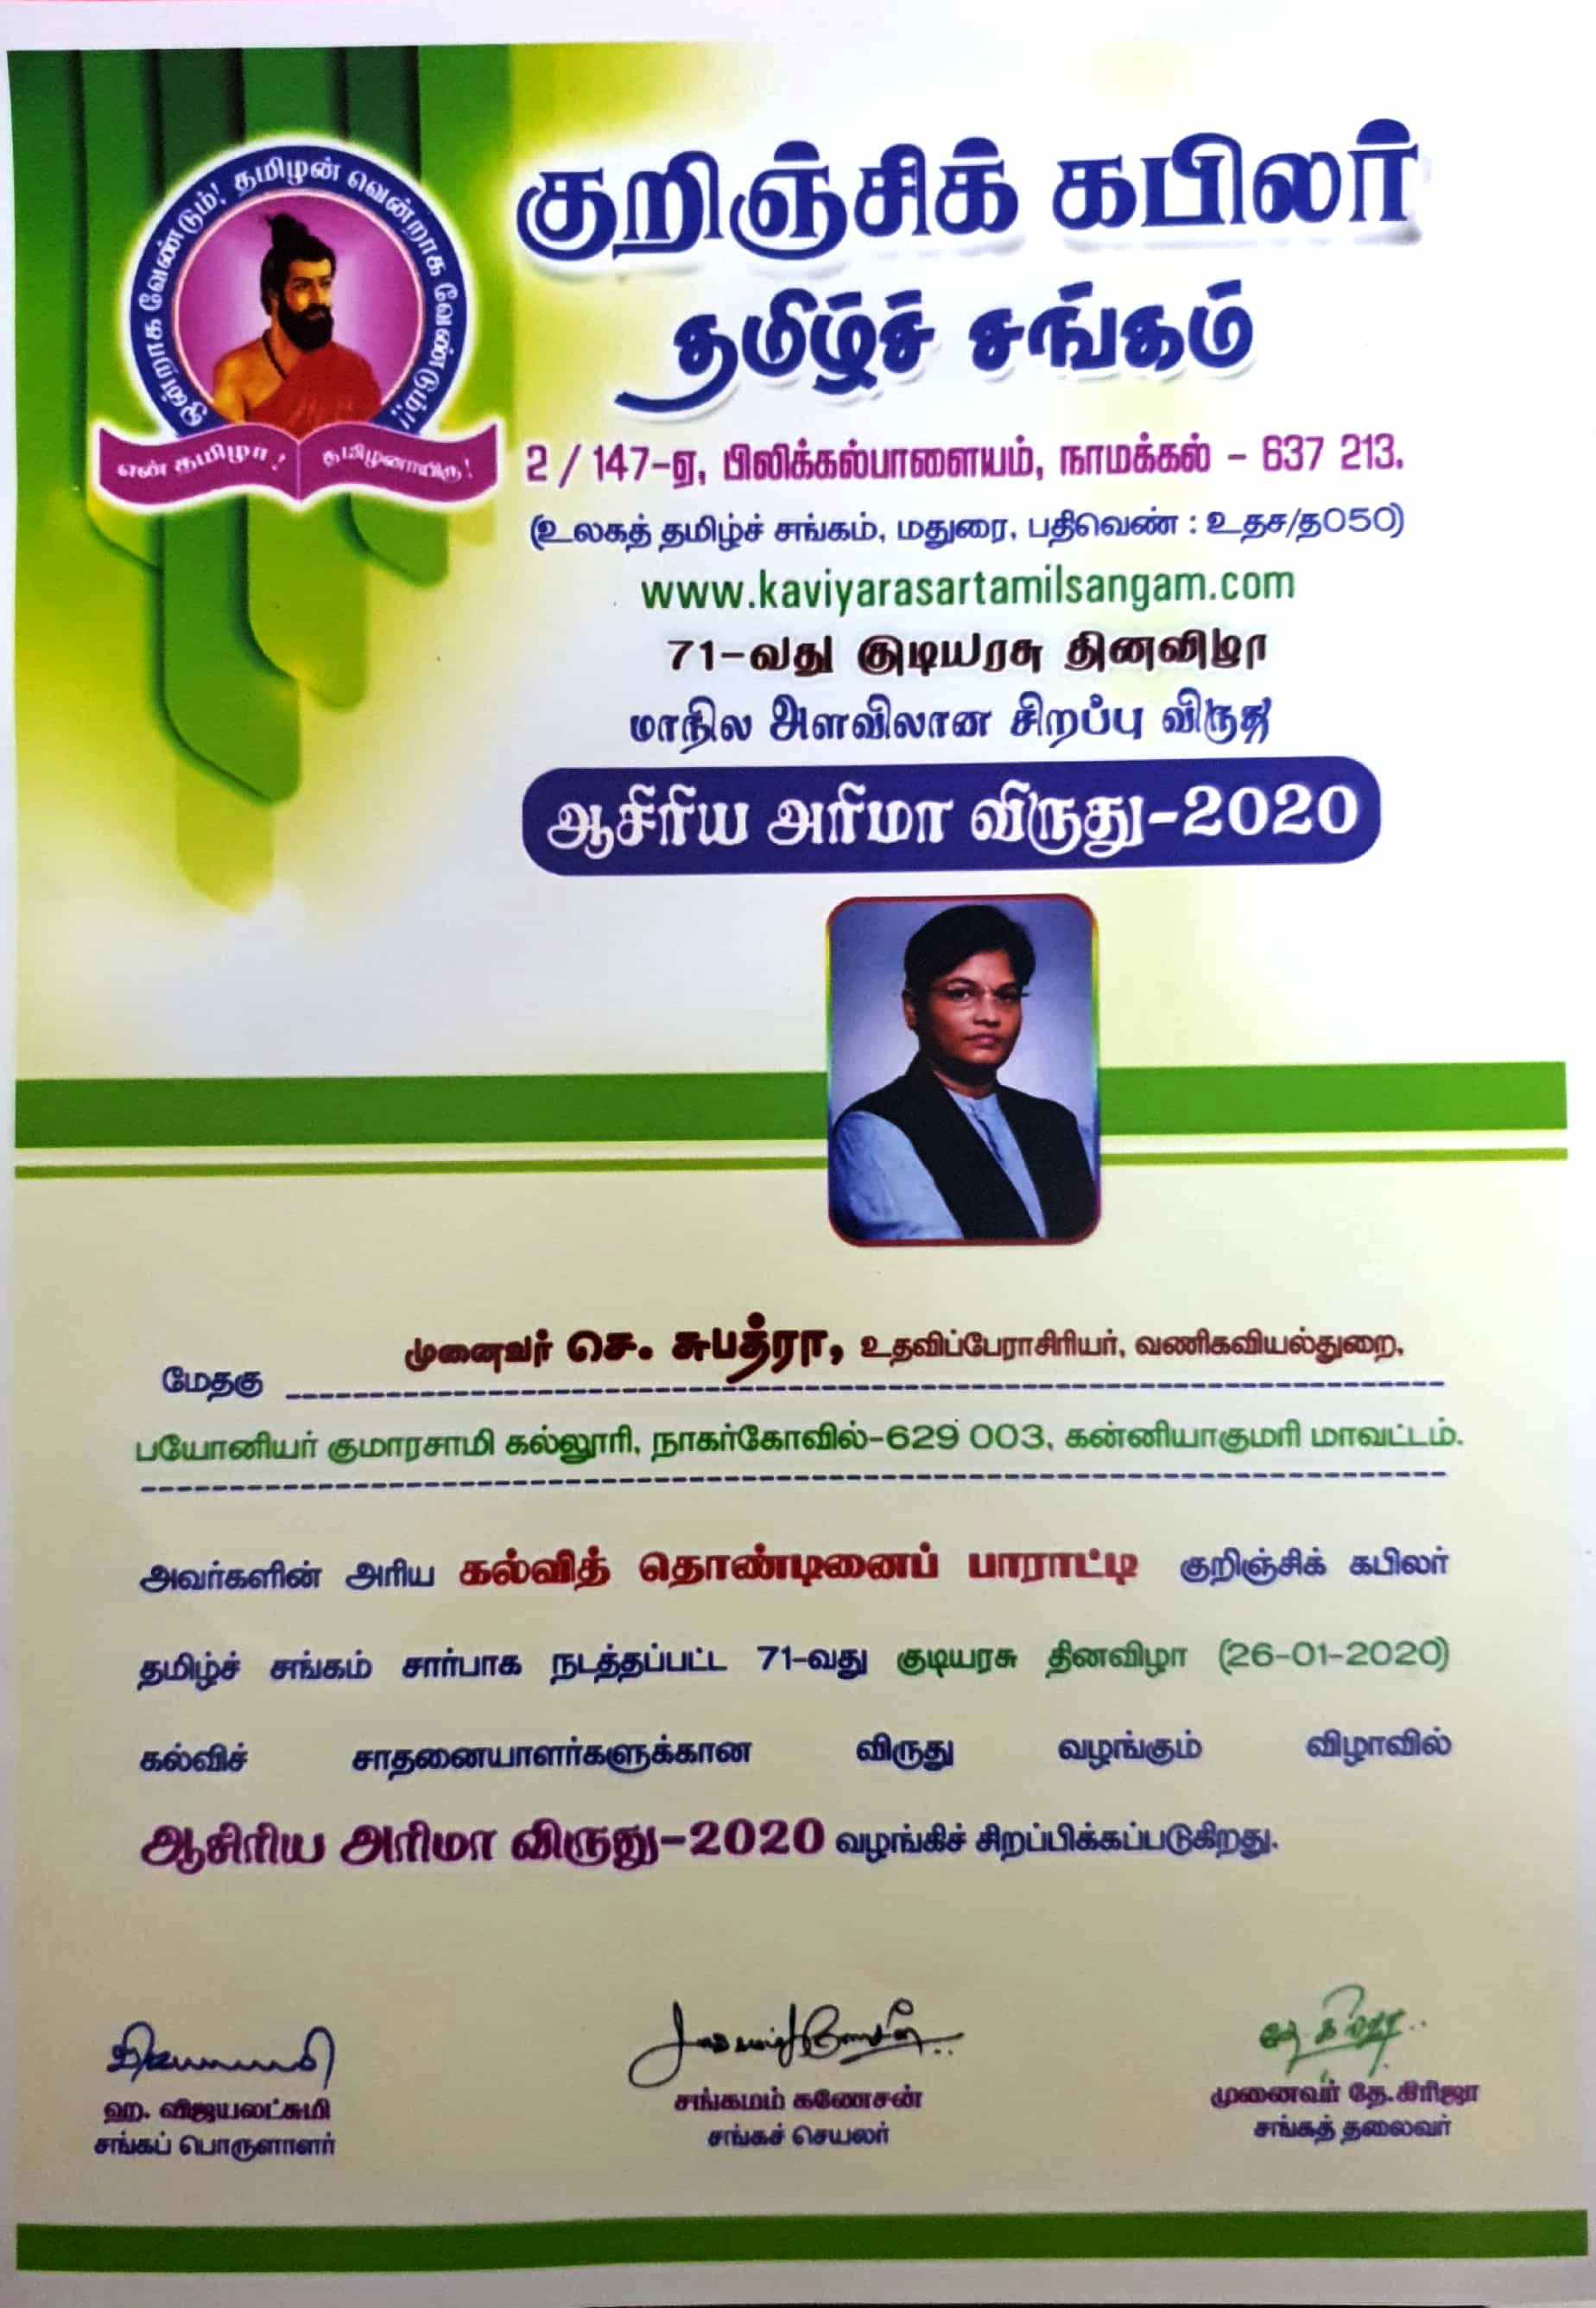 ஒன்றாக வேண்டும்! தமிழன் வென்றாக வேண்டும்!!
என் தமிழா! தமிழனாயிரு!
குறிஞ்சிக் கபிலர்
தமிழ்ச் சங்கம்
2 / 147-ஏ, பிலிக்கல்பாளையம், நாமக்கல் - 637 213.
(உலகத் தமிழ்ச் சங்கம், மதுரை, பதிவெண் : உதச/த050)
www.kaviyarasartamilsangam.com
71-வது குடியரசு தினவிழா
மாநில அளவிலான சிறப்பு விருது
ஆசிரிய அரிமா விருது-2020
முனைவர் செ. சுபத்ரா, உதவிப்பேராசிரியர், வணிகவியல்துறை,
மேதகு
பயோனியர் குமாரசாமி கல்லூரி, நாகர்கோவில்-629 003, கன்னியாகுமரி மாவட்டம்.
அவர்களின் அரிய கல்வித் தொண்டினைப் பாராட்டி குறிஞ்சிக் கபிலர்
தமிழ்ச் சங்கம் சார்பாக நடத்தப்பட்ட 71-வது குடியரசு தினவிழா (26-01-2020)
கல்விச் சாதனையாளர்களுக்கான விருது வழங்கும் விழாவில்
ஆசிரிய அரிமா விருது-2020 வழங்கிச் சிறப்பிக்கப்படுகிறது.
ஹ. விஜயலட்சுமி
சங்கப் பொருளாளர்
சங்கமம் கணேசன்
சங்கச் செயலர்
முனைவர் தே.கிரிஜா
சங்கத் தலைவர்